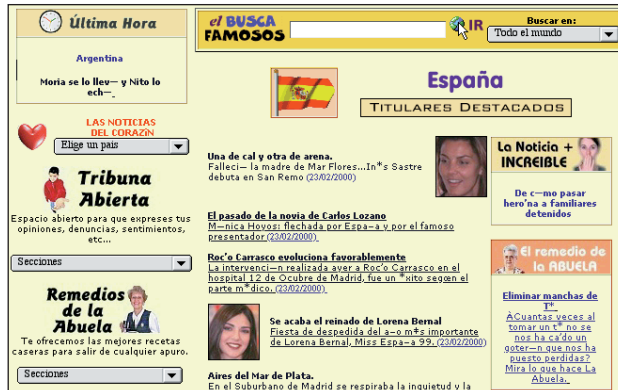 Última Hora
Argentina
Moria se lo llev— y Nito lo
ech—
LAS NOTICIAS
DEL CORAZíN
Elige un pais
Tribuna
Abierta
Espacio abierto para que expreses tus
opiniones, denuncias, sentimientos,
etc...
Secciones
Remedios
de la
Abuela
Te ofrecemos las mejores recetas
caseras para salir de cualquier apuro.
Secciones
el BUSCA
FAMOSOS
IR
Buscar en:
Todo el mundo
España
TITULARES DESTACADOS
Una de cal y otra de arena.
Falleci— la madre de Mar Flores...In*s Sastre
debuta en San Remo (23/02/2000)
El pasado de la novia de Carlos Lozano
M—nica Hoyos: flechada por Espa–a y por el famoso
presentador (23/02/2000)
Roc'o Carrasco evoluciona favorablemente
La intervenci—n realizada ayer a Roc'o Carrasco en el
hospital 12 de Ocubre de Madrid, fue un *xito segœn el
parte m*dico. (23/02/2000)
Se acaba el reinado de Lorena Bernal
Fiesta de despedida del a–o m‡s importante
de Lorena Bernal, Miss Espa–a 99. (23/02/2000)
Aires del Mar de Plata.
En el Suburbano de Madrid se respiraba la inquietud y la
La Noticia +
INCREIBLE
De c—mo pasar
hero'na a familiares
detenidos
El remedio de
la ABUELA
Eliminar manchas de
T*
ÀCuantas veces al
tomar un t* no se
nos ha ca'do un
goter—n que nos ha
puesto perdidas?
Mira lo que hace La
Abuela.